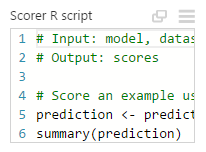 Scorer R script
1 # Input: model, datas
2 # Output: scores
3
4 # Score an example us
5 prediction <- predict
6 summary(prediction)